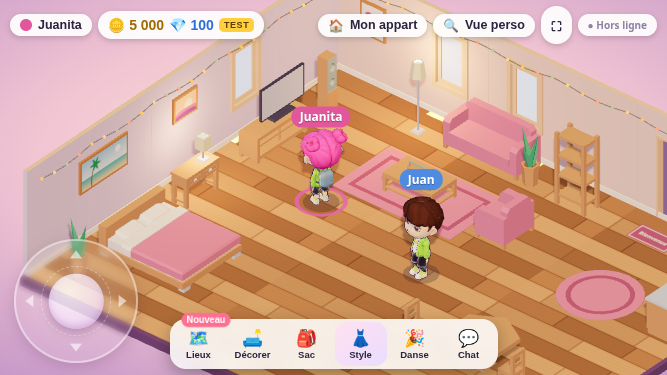 Juanita
5 000
100
TEST
Mon appart
Vue perso
Hors ligne
Juanita
Juan
Nouveau
Lieux
Décorer
Sac
Style
Danse
Chat